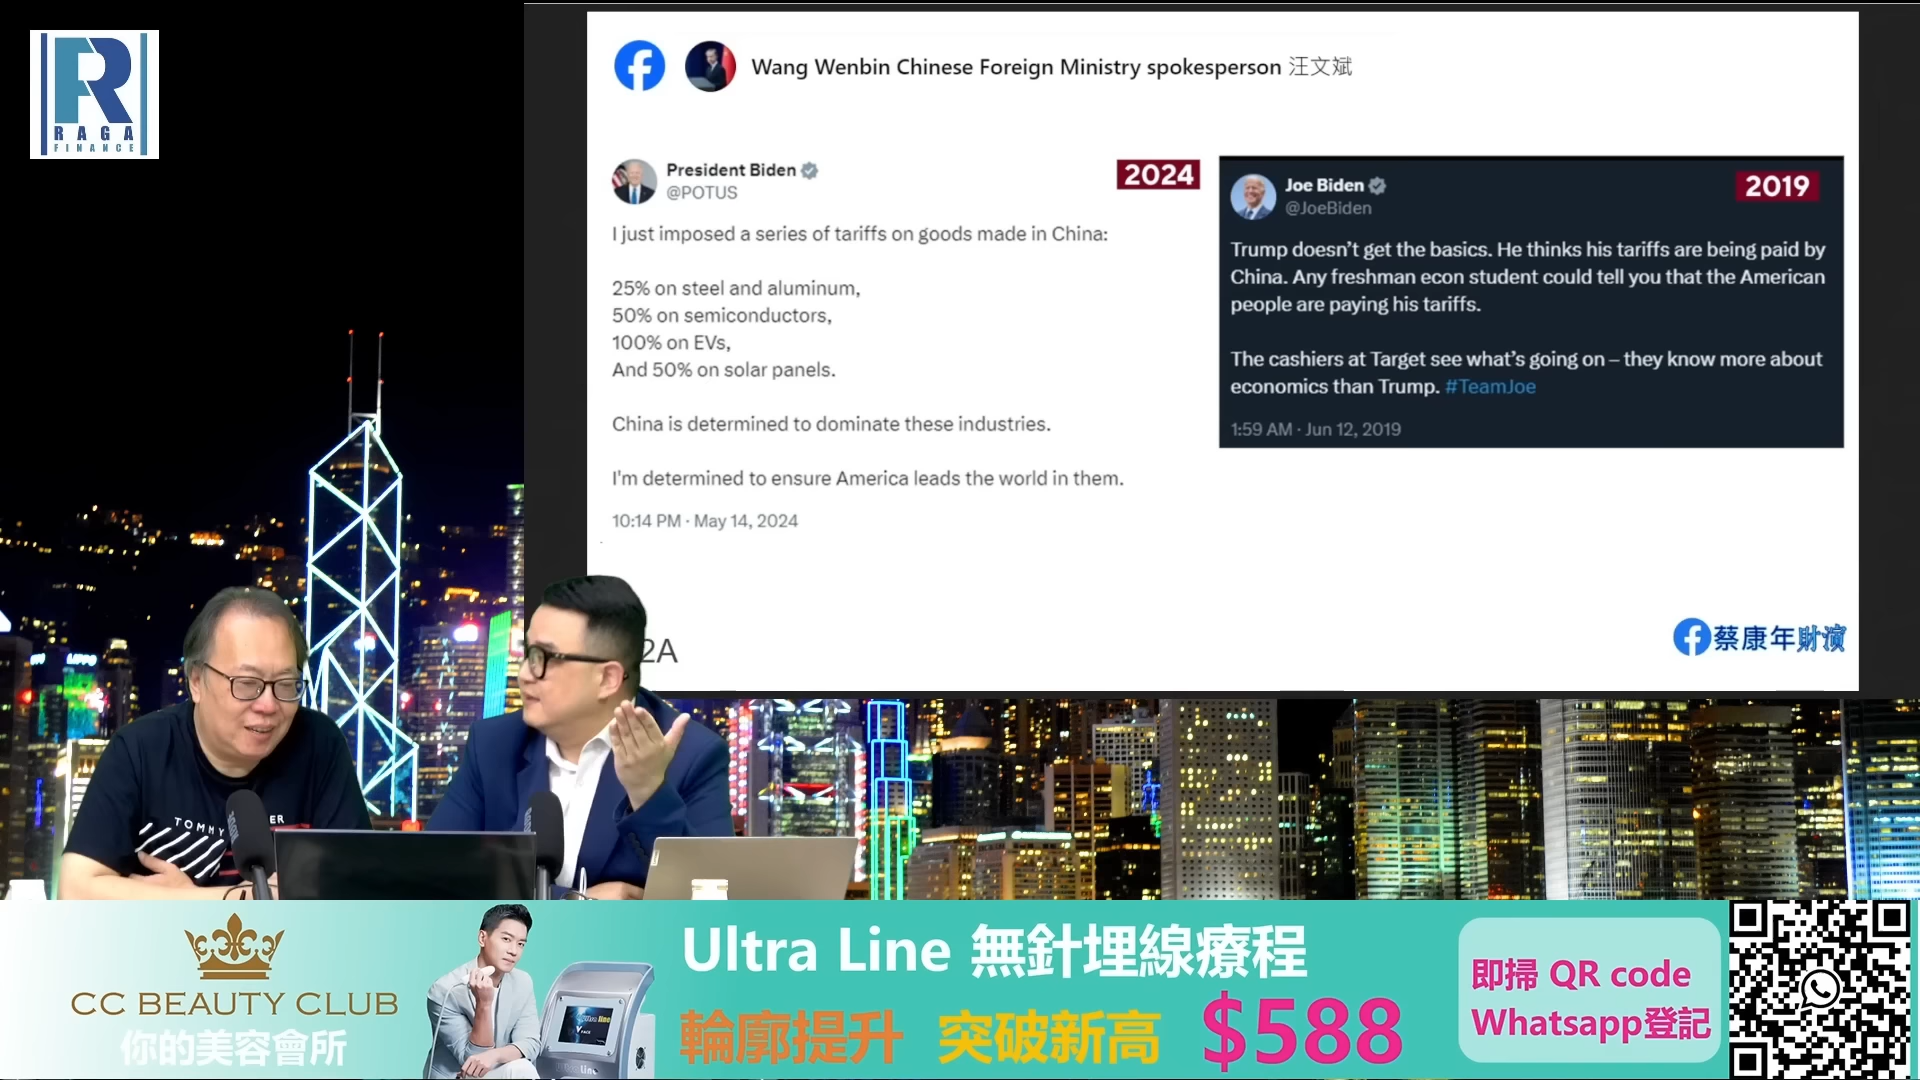 RAGA
FINANCE
Wang Wenbin Chinese Foreign Ministry spokesperson 汪文斌
President Biden
@POTUS
2024
I just imposed a series of tariffs on goods made in China:
25% on steel and aluminum,
50% on semiconductors,
100% on EVs,
And 50% on solar panels.
China is determined to dominate these industries.
I'm determined to ensure America leads the world in them.
10:14 PM · May 14, 2024
Joe Biden
@JoeBiden
2019
Trump doesn't get the basics. He thinks his tariffs are being paid by
China. Any freshman econ student could tell you that the American
people are paying his tariffs.
The cashiers at Target see what's going on – they know more about
economics than Trump. #TeamJoe
1:59 AM · Jun 12, 2019
2A
蔡康年財演
LIPPO
TOMMY
ER
CC BEAUTY CLUB
你的美容會所
Ultra Line 無針埋線療程
輪廓提升 突破新高 $588
即掃 QR code
Whatsapp登記